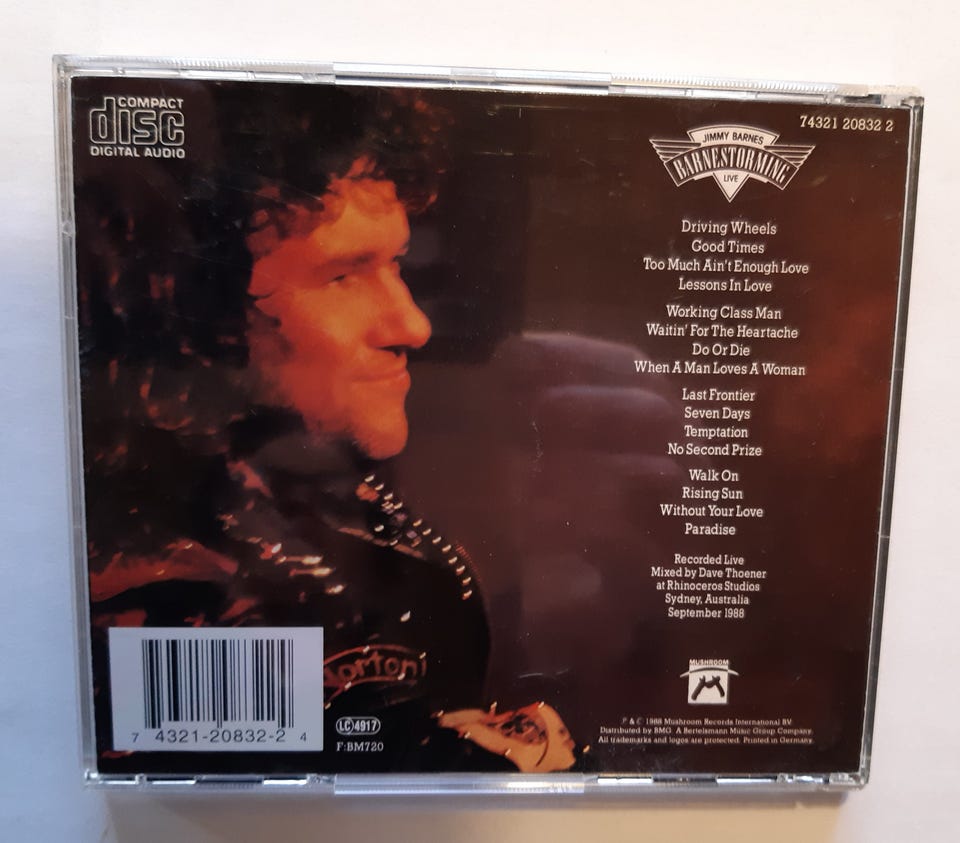 COMPACT
disc
DIGITAL AUDIO
74321 20832 2
JIMMY BARNES
BARNESTORMING
LIVE
Driving Wheels
Good Times
Too Much Ain't Enough Love
Lessons In Love
Working Class Man
Waitin' For The Heartache
Do Or Die
When A Man Loves A Woman
Last Frontier
Seven Days
Temptation
No Second Prize
Walk On
Rising Sun
Without Your Love
Paradise
Recorded Live
Mixed by Dave Thoener
at Rhinoceros Studios
Sydney, Australia
September 1988
MUSHROOM
℗ & © 1988 Mushroom Records International BV.
Distributed by BMG. A Bertelsmann Music Group Company.
All trademarks and logos are protected. Printed in Germany.
LC 4917
F:BM720
7 4321-20832-2 4